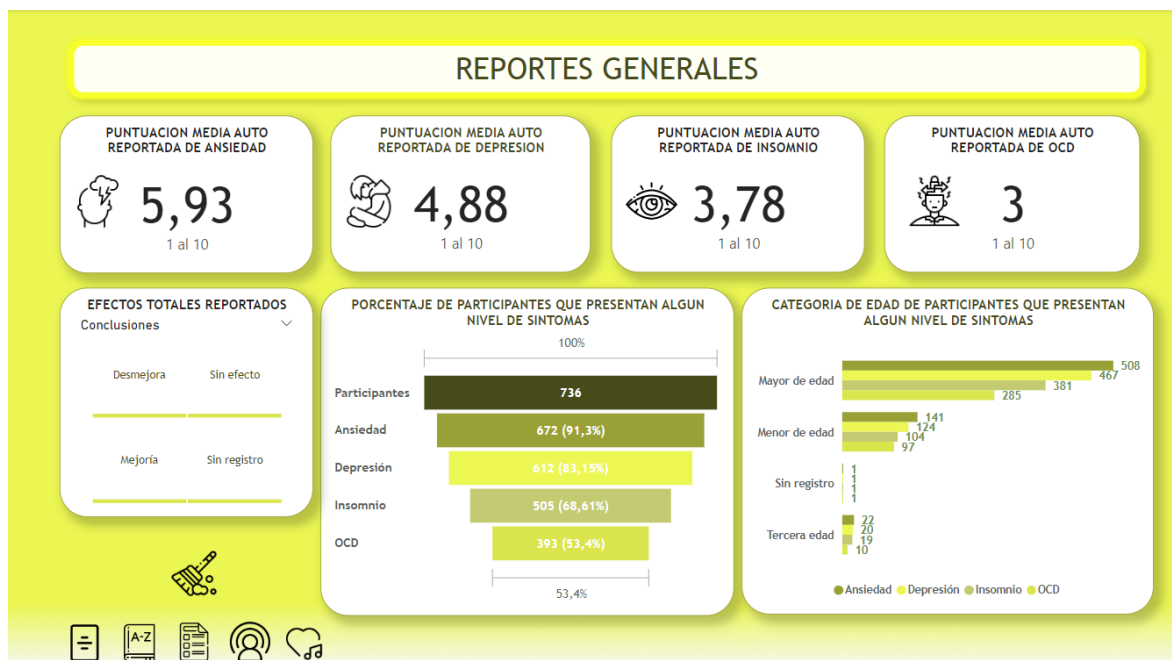 REPORTES GENERALES
PUNTUACION MEDIA AUTO
REPORTADA DE ANSIEDAD
5,93
1 al 10
PUNTUACION MEDIA AUTO
REPORTADA DE DEPRESION
4,88
1 al 10
PUNTUACION MEDIA AUTO
REPORTADA DE INSOMNIO
3,78
1 al 10
PUNTUACION MEDIA AUTO
REPORTADA DE OCD
3
1 al 10
EFECTOS TOTALES REPORTADOS
Conclusiones
Desmejora
Sin efecto
Mejoría
Sin registro
PORCENTAJE DE PARTICIPANTES QUE PRESENTAN ALGUN
NIVEL DE SINTOMAS
100%
Participantes 736
Ansiedad 672 (91,3%)
Depresión 612 (83,15%)
Insomnio 505 (68,61%)
OCD 393 (53,4%)
53,4%
CATEGORIA DE EDAD DE PARTICIPANTES QUE PRESENTAN
ALGUN NIVEL DE SINTOMAS
Mayor de edad
508
467
381
285
Menor de edad
141
124
104
97
Sin registro
1
1
1
1
Tercera edad
22
20
19
10
Ansiedad Depresión Insomnio OCD
A-Z